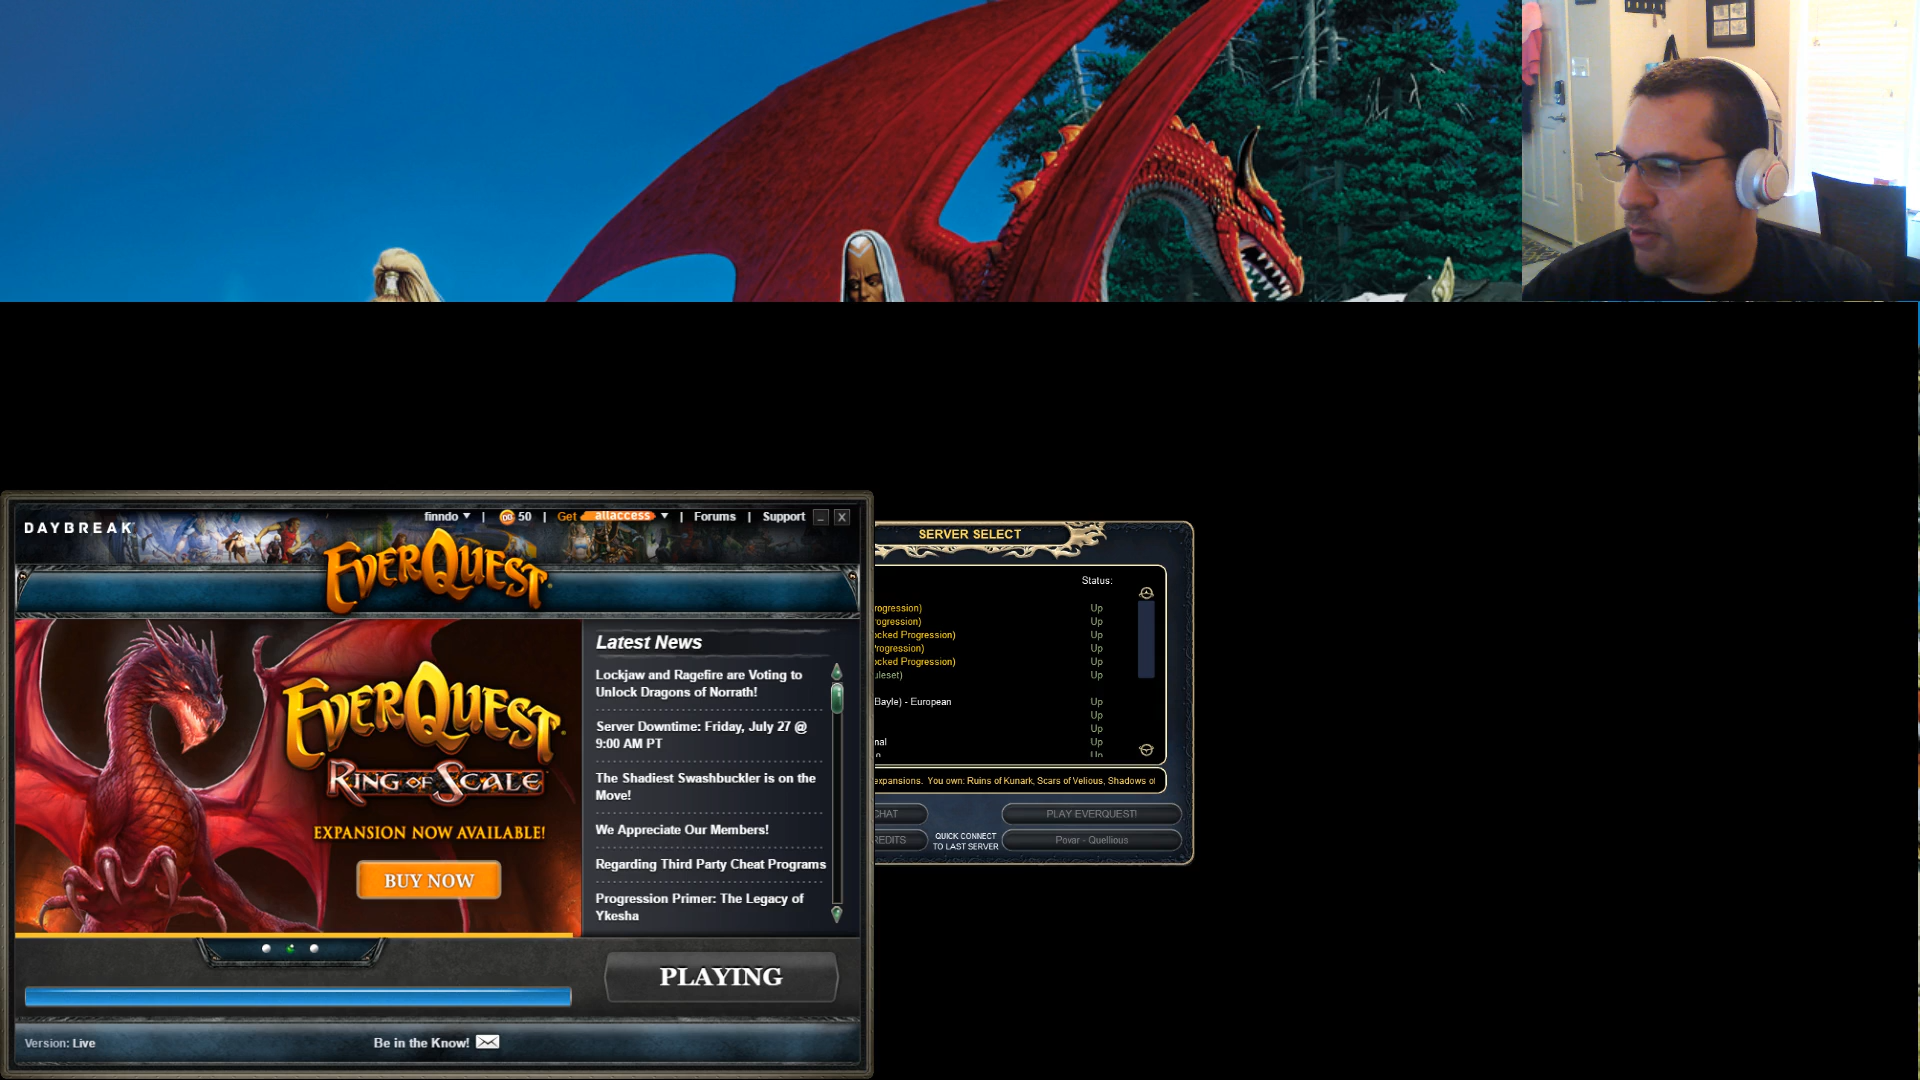 DAYBREAK
finndo | 50 | Get allaccess | Forums | Support _ X
EverQuest
EverQuest
Ring of Scale
EXPANSION NOW AVAILABLE!
BUY NOW
Latest News
Lockjaw and Ragefire are Voting to
Unlock Dragons of Norrath!
Server Downtime: Friday, July 27 @
9:00 AM PT
The Shadiest Swashbuckler is on the
Move!
We Appreciate Our Members!
Regarding Third Party Cheat Programs
Progression Primer: The Legacy of
Ykesha
PLAYING
Version: Live
Be in the Know!
SERVER SELECT
Status:
rogression) Up
rogression) Up
ocked Progression) Up
Progression) Up
ocked Progression) Up
uleset) Up
Bayle) - European Up
Up
Up
nal Up
Up
expansions. You own: Ruins of Kunark, Scars of Velious, Shadows of
CHAT
PLAY EVERQUEST!
REDITS
QUICK CONNECT
TO LAST SERVER
Povar - Quellious